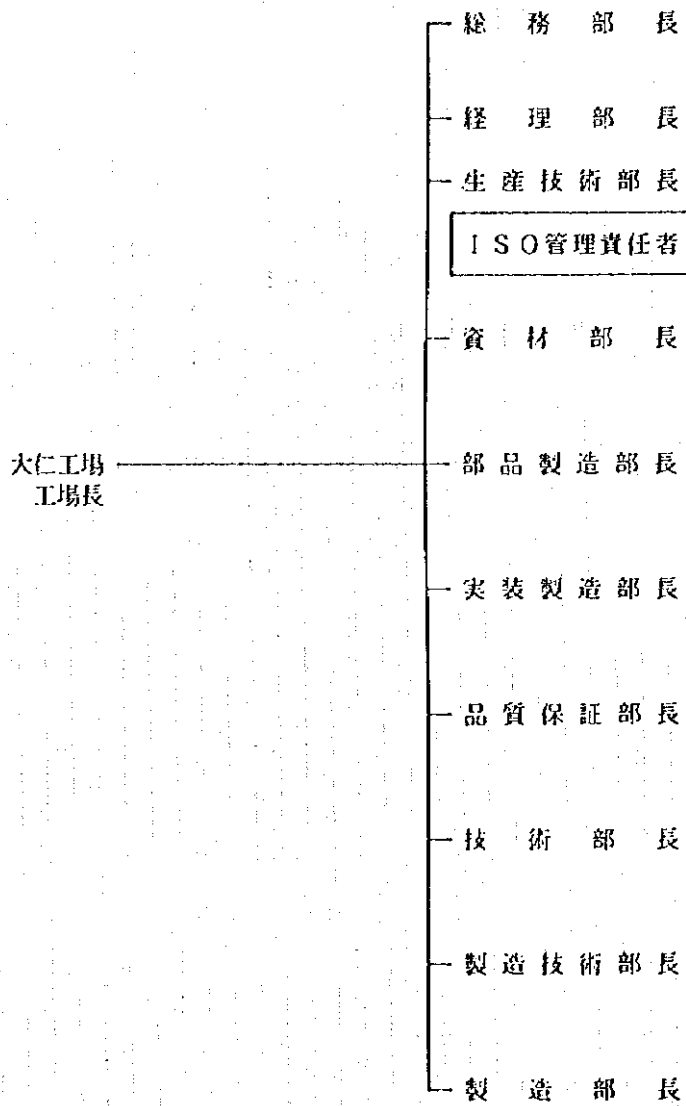 総務部長
経理部長
生産技術部長
ISO管理責任者
資材部長
大仁工場
工場長
部品製造部長
実装製造部長
品質保証部長
技術部長
製造技術部長
製造部長